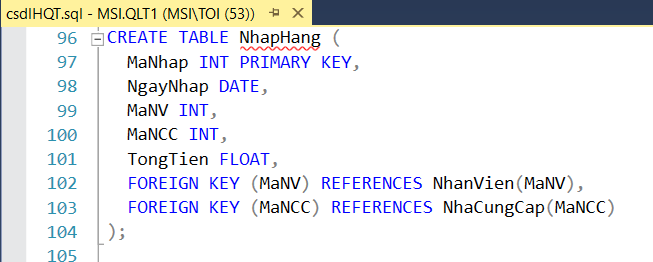 csdlHQT.sql - MSI.QLT1 (MSI\TOI (53))
96 CREATE TABLE NhapHang (
97 MaNhap INT PRIMARY KEY,
98 NgayNhap DATE,
99 MaNV INT,
100 MaNCC INT,
101 TongTien FLOAT,
102 FOREIGN KEY (MaNV) REFERENCES NhanVien(MaNV),
103 FOREIGN KEY (MaNCC) REFERENCES NhaCungCap(MaNCC)
104 );
105